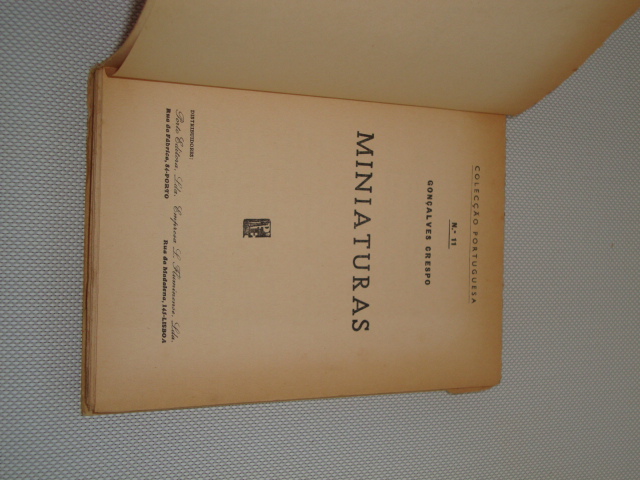 COLECÇÃO PORTUGUESA
N.º 11
GONÇALVES CRESPO
MINIATURAS
DISTRIBUIDORES:
Porto Editora, Lda.
Rua da Fábrica, 84-PORTO
Empresa L. Fluminense, Lda.
Rua da Madalena, 145-LISBOA